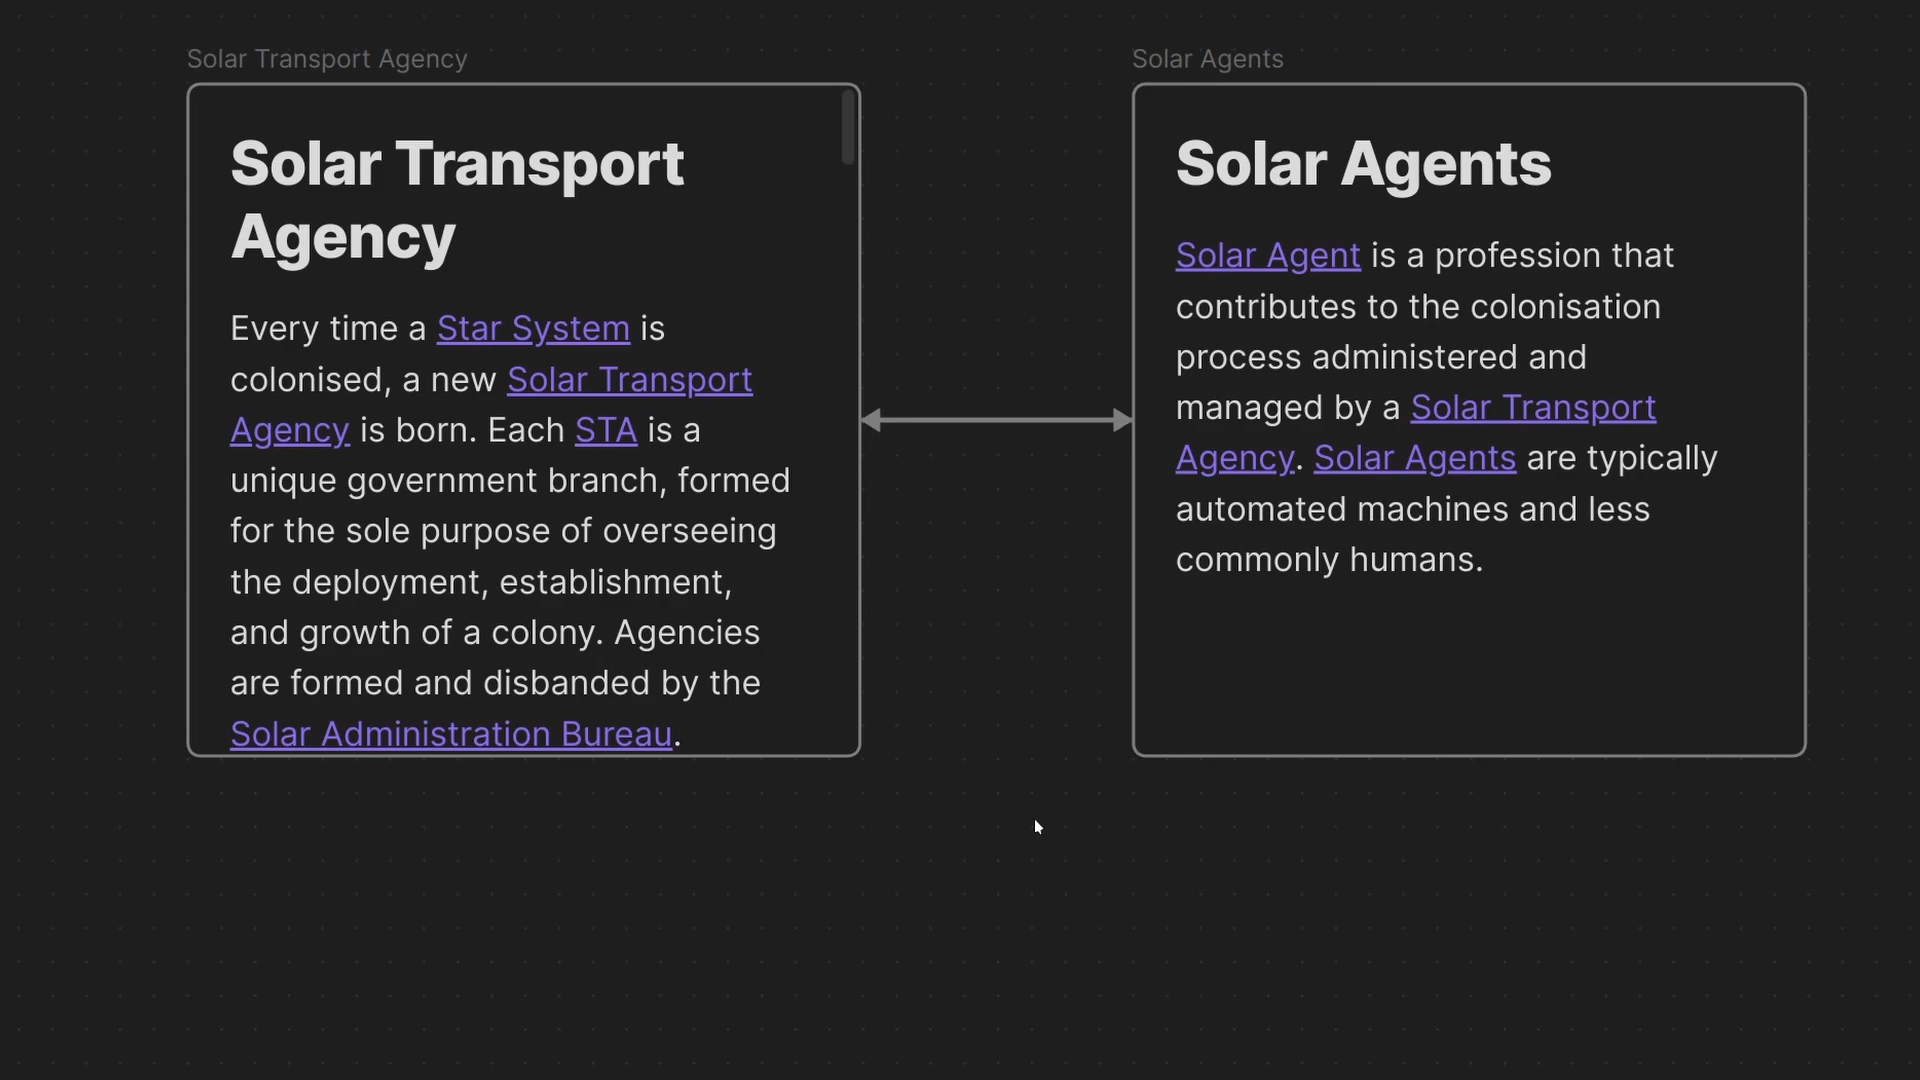 Solar Transport Agency
Solar Transport
Agency
Every time a Star System is
colonised, a new Solar Transport
Agency is born. Each STA is a
unique government branch, formed
for the sole purpose of overseeing
the deployment, establishment,
and growth of a colony. Agencies
are formed and disbanded by the
Solar Administration Bureau.
Solar Agents
Solar Agents
Solar Agent is a profession that
contributes to the colonisation
process administered and
managed by a Solar Transport
Agency. Solar Agents are typically
automated machines and less
commonly humans.